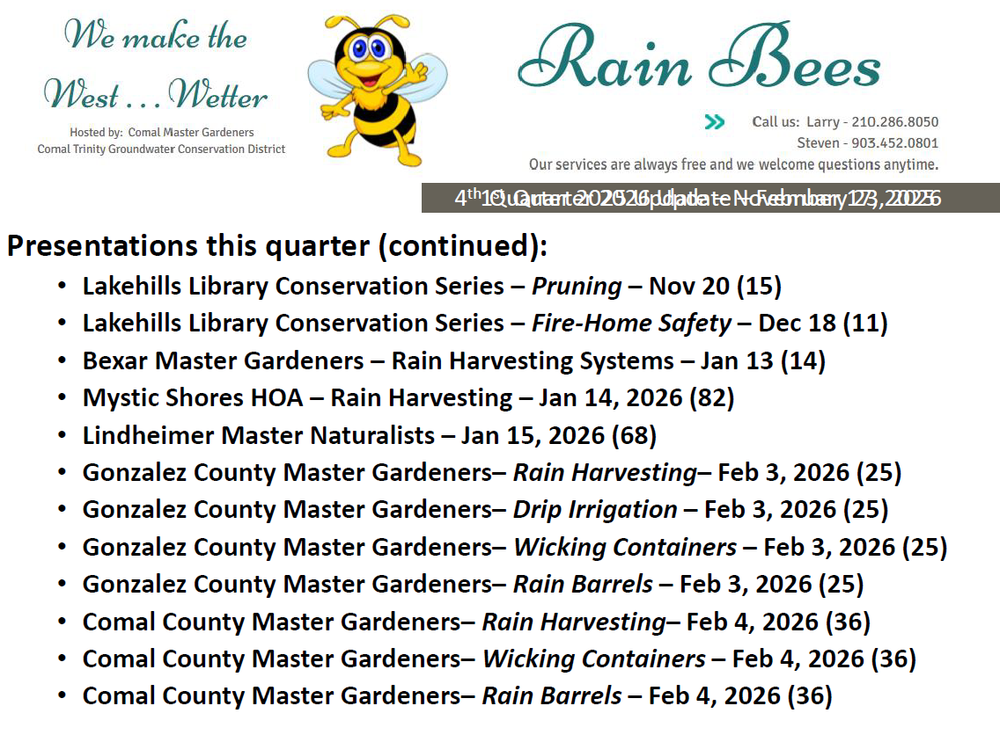 We make the
West . . . Wetter
Hosted by: Comal Master Gardeners
Comal Trinity Groundwater Conservation District
Rain Bees
Call us: Larry - 210.286.8050
Steven - 903.452.0801
Our services are always free and we welcome questions anytime.
Presentations this quarter (continued):
• Lakehills Library Conservation Series – Pruning – Nov 20 (15)
• Lakehills Library Conservation Series – Fire-Home Safety – Dec 18 (11)
• Bexar Master Gardeners – Rain Harvesting Systems – Jan 13 (14)
• Mystic Shores HOA – Rain Harvesting – Jan 14, 2026 (82)
• Lindheimer Master Naturalists – Jan 15, 2026 (68)
• Gonzalez County Master Gardeners– Rain Harvesting– Feb 3, 2026 (25)
• Gonzalez County Master Gardeners– Drip Irrigation – Feb 3, 2026 (25)
• Gonzalez County Master Gardeners– Wicking Containers – Feb 3, 2026 (25)
• Gonzalez County Master Gardeners– Rain Barrels – Feb 3, 2026 (25)
• Comal County Master Gardeners– Rain Harvesting– Feb 4, 2026 (36)
• Comal County Master Gardeners– Wicking Containers – Feb 4, 2026 (36)
• Comal County Master Gardeners– Rain Barrels – Feb 4, 2026 (36)